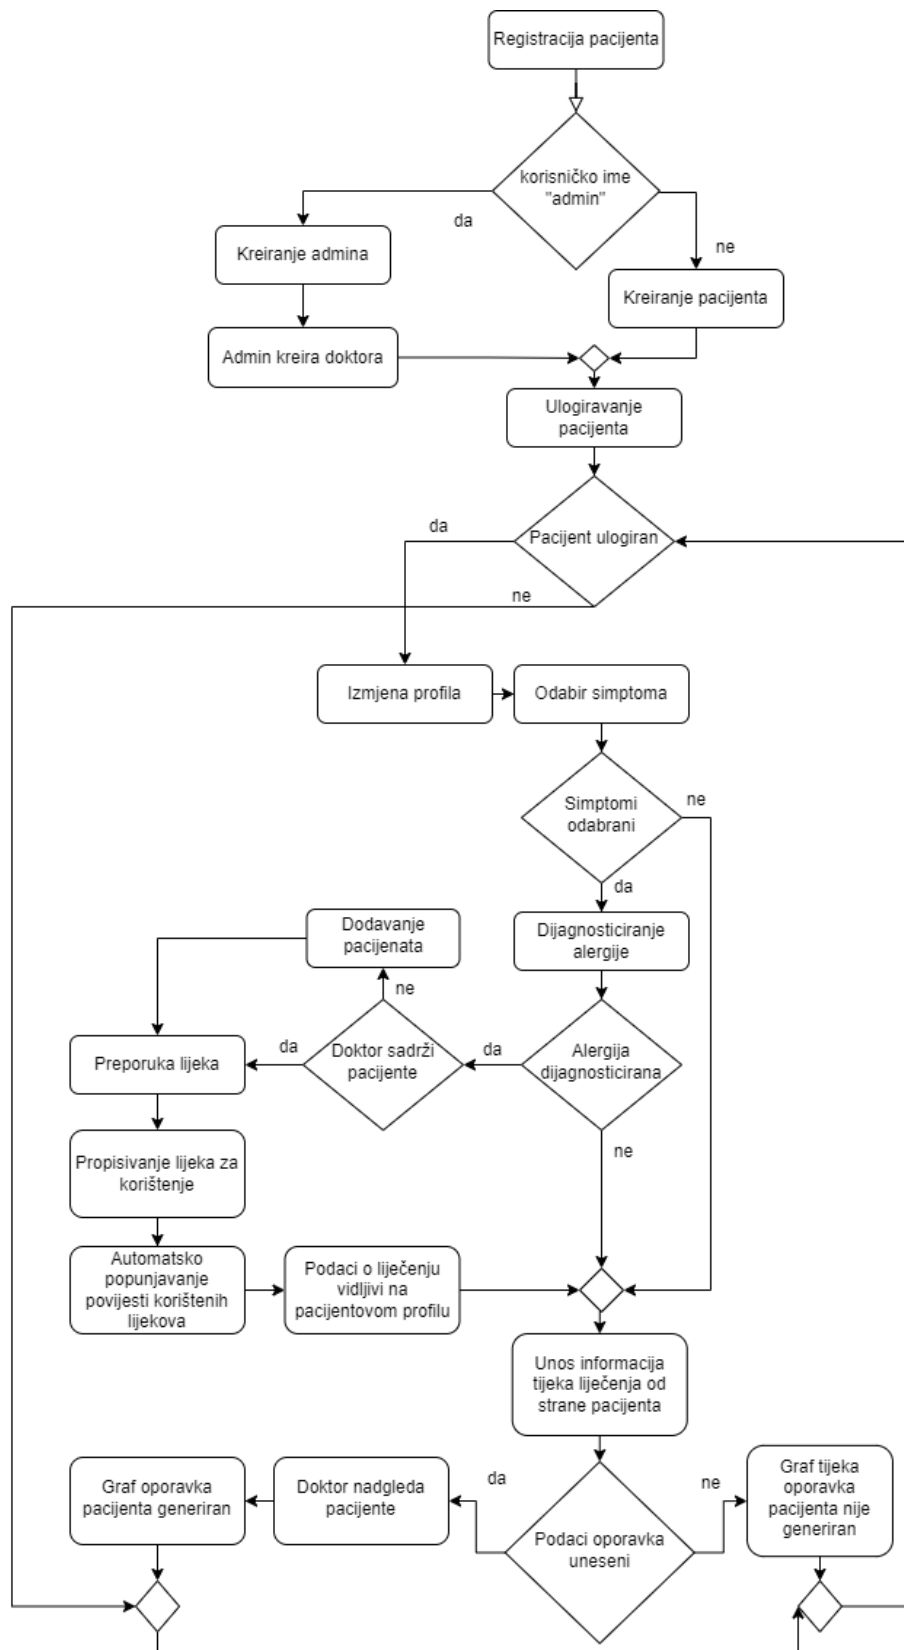 Registracija pacijenta
korisničko ime
"admin"
da
ne
Kreiranje admina
Kreiranje pacijenta
Admin kreira doktora
Ulogiravanje
pacijenta
da
Pacijent ulogiran
ne
Izmjena profila
Odabir simptoma
Simptomi
odabrani
ne
da
Dodavanje
pacijenata
Dijagnosticiranje
alergije
ne
da
Doktor sadrži
pacijente
da
Alergija
dijagnosticirana
Preporuka lijeka
ne
Propisivanje lijeka za
korištenje
Automatsko
popunjavanje
povijesti korištenih
lijekova
Podaci o liječenju
vidljivi na
pacijentovom profilu
Unos informacija
tijeka liječenja od
strane pacijenta
Graf oporavka
pacijenta generiran
Doktor nadgleda
pacijente
da
Podaci oporavka
uneseni
ne
Graf tijeka
oporavka
pacijenta nije
generiran